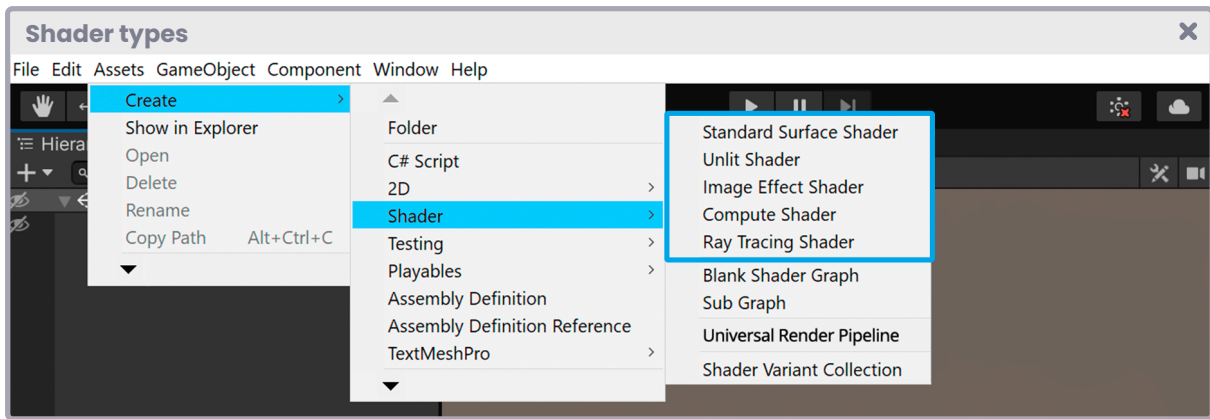 Shader types
File Edit Assets GameObject Component Window Help
Create
Show in Explorer
Open
Delete
Rename
Copy Path Alt+Ctrl+C
Hiera
Folder
C# Script
2D
Shader
Testing
Playables
Assembly Definition
Assembly Definition Reference
TextMeshPro
Standard Surface Shader
Unlit Shader
Image Effect Shader
Compute Shader
Ray Tracing Shader
Blank Shader Graph
Sub Graph
Universal Render Pipeline
Shader Variant Collection